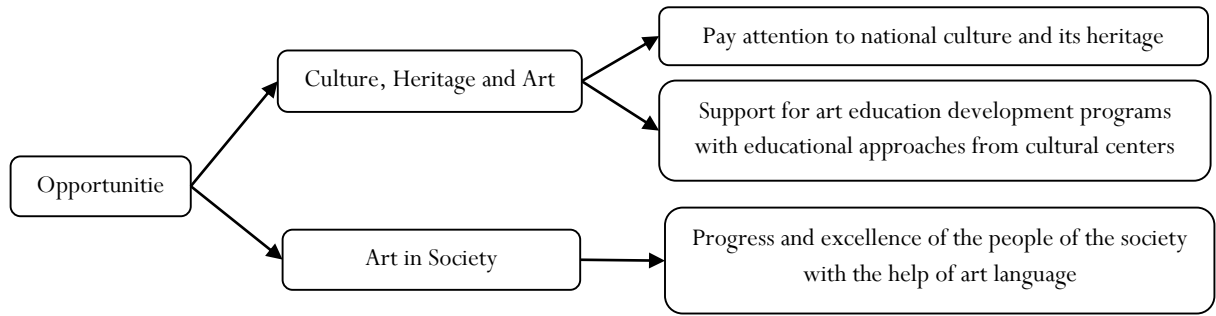 Pay attention to national culture and its heritage
Culture, Heritage and Art
Support for art education development programs
with educational approaches from cultural centers
Opportunitie
Progress and excellence of the people of the society
Art in Society
with the help of art language